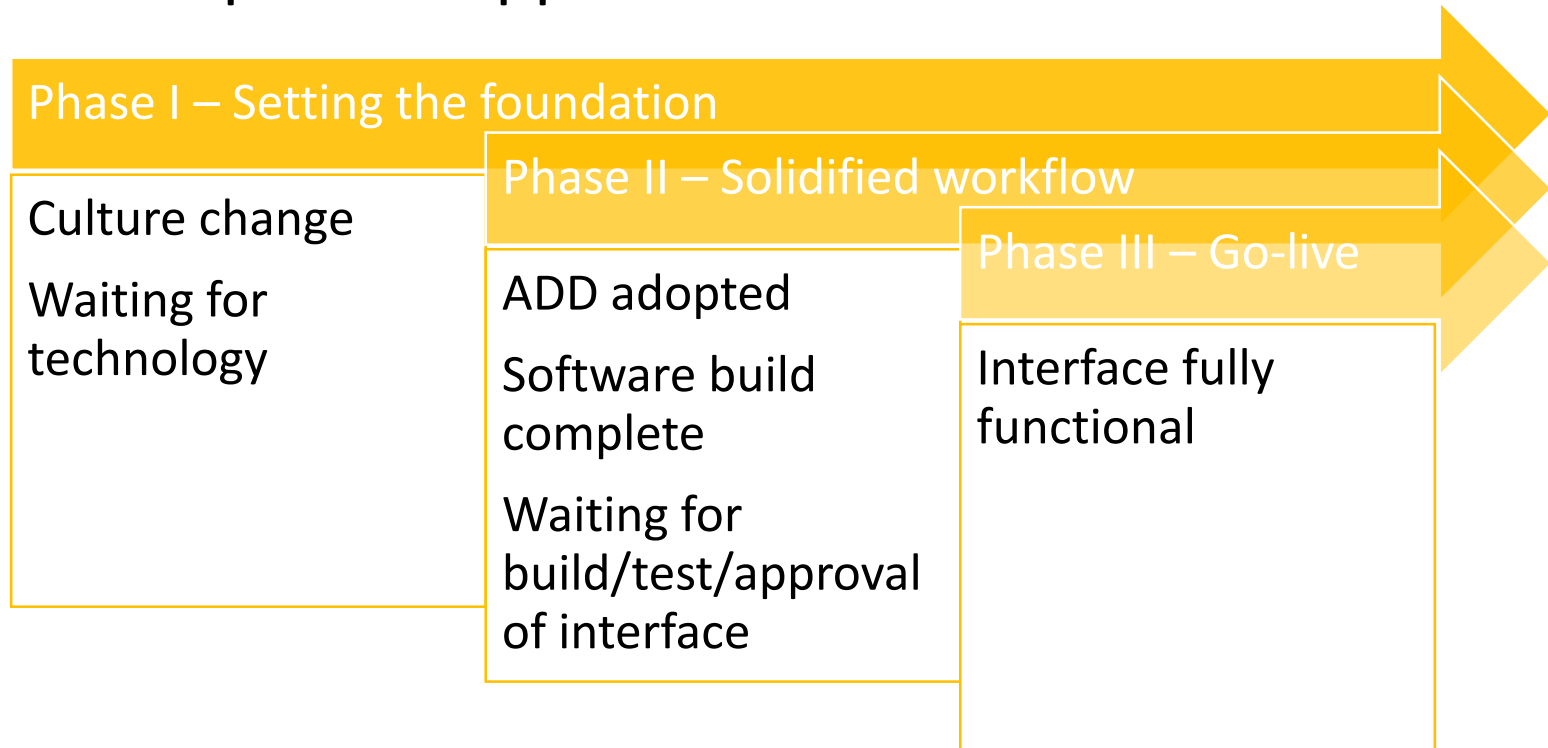 Phase I – Setting the foundation
Culture change
Waiting for
technology
Phase II – Solidified workflow
ADD adopted
Software build
complete
Waiting for
build/test/approval
of interface
Phase III – Go-live
Interface fully
functional